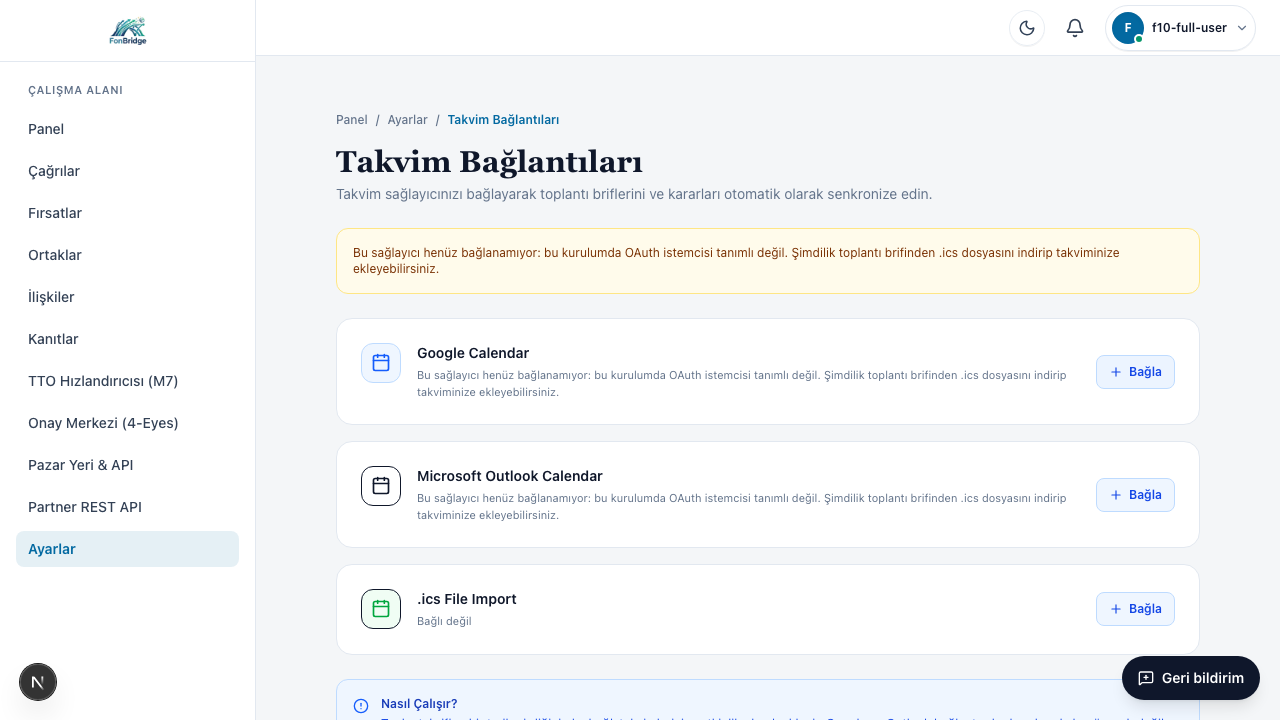 FonBridge
F
f10-full-user
ÇALIŞMA ALANI
Panel
Çağrılar
Fırsatlar
Ortaklar
İlişkiler
Kanıtlar
TTO Hızlandırıcısı (M7)
Onay Merkezi (4-Eyes)
Pazar Yeri & API
Partner REST API
Ayarlar
N
Panel / Ayarlar / Takvim Bağlantıları
Takvim Bağlantıları
Takvim sağlayıcınızı bağlayarak toplantı briflerini ve kararları otomatik olarak senkronize edin.
Bu sağlayıcı henüz bağlanamıyor: bu kurulumda OAuth istemcisi tanımlı değil. Şimdilik toplantı brifinden .ics dosyasını indirip takviminize
ekleyebilirsiniz.
Google Calendar
Bu sağlayıcı henüz bağlanamıyor: bu kurulumda OAuth istemcisi tanımlı değil. Şimdilik toplantı brifinden .ics dosyasını indirip
takviminize ekleyebilirsiniz.
Bağla
Microsoft Outlook Calendar
Bu sağlayıcı henüz bağlanamıyor: bu kurulumda OAuth istemcisi tanımlı değil. Şimdilik toplantı brifinden .ics dosyasını indirip
takviminize ekleyebilirsiniz.
Bağla
.ics File Import
Bağlı değil
Bağla
Nasıl Çalışır?
Geri bildirim